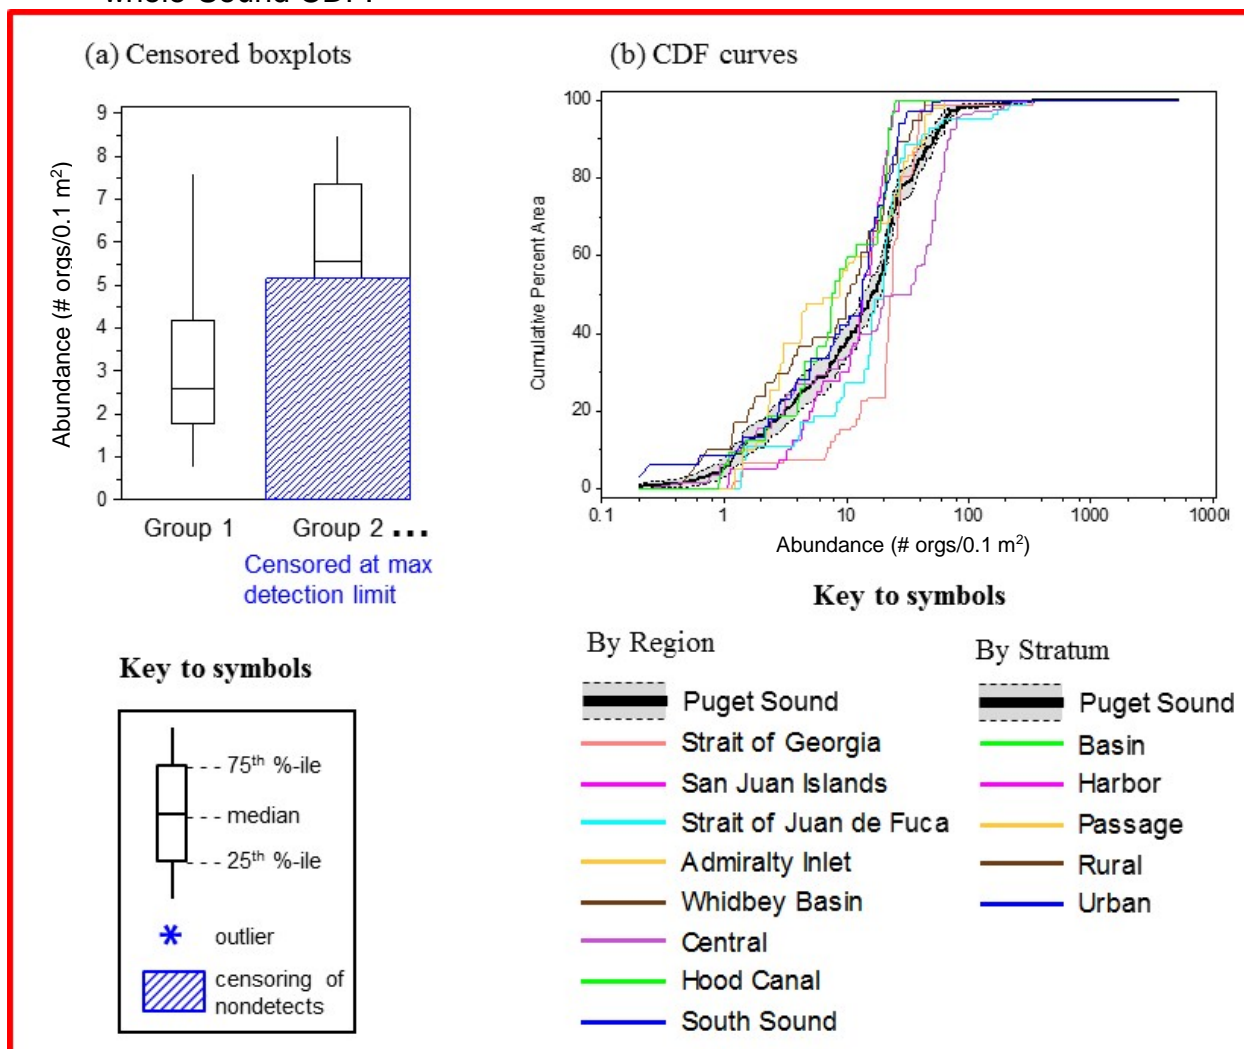 (a) Censored boxplots
Abundance (# orgs/0.1 m²)
9
8
7
6
5
4
3
2
1
0
Group 1
Group 2 ...
Censored at max
detection limit
Key to symbols
75th %-ile
median
25th %-ile
* outlier
censoring of
nondetects
(b) CDF curves
Cumulative Percent Area
100
80
60
40
20
0
0.1 1 10 100 1000 1000
Abundance (# orgs/0.1 m²)
Key to symbols
By Region
Puget Sound
Strait of Georgia
San Juan Islands
Strait of Juan de Fuca
Admiralty Inlet
Whidbey Basin
Central
Hood Canal
South Sound
By Stratum
Puget Sound
Basin
Harbor
Passage
Rural
Urban